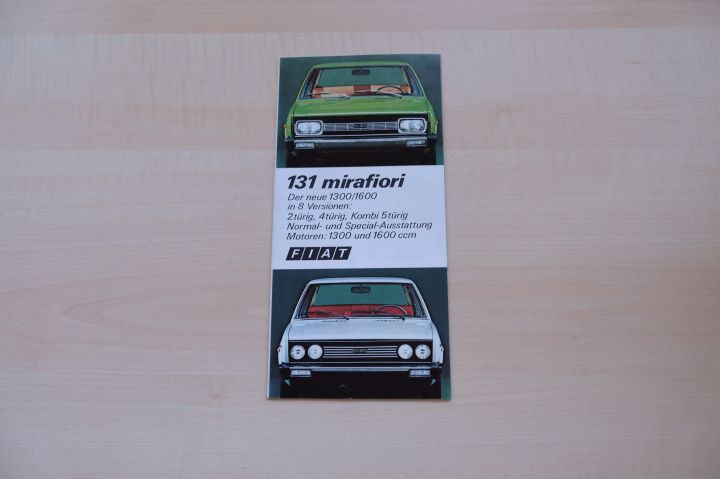 131 mirafiori
Der neue 1300/1600
in 8 Versionen:
2türig, 4türig, Kombi 5türig
Normal- und Special-Ausstattung
Motoren: 1300 und 1600 ccm
FIAT